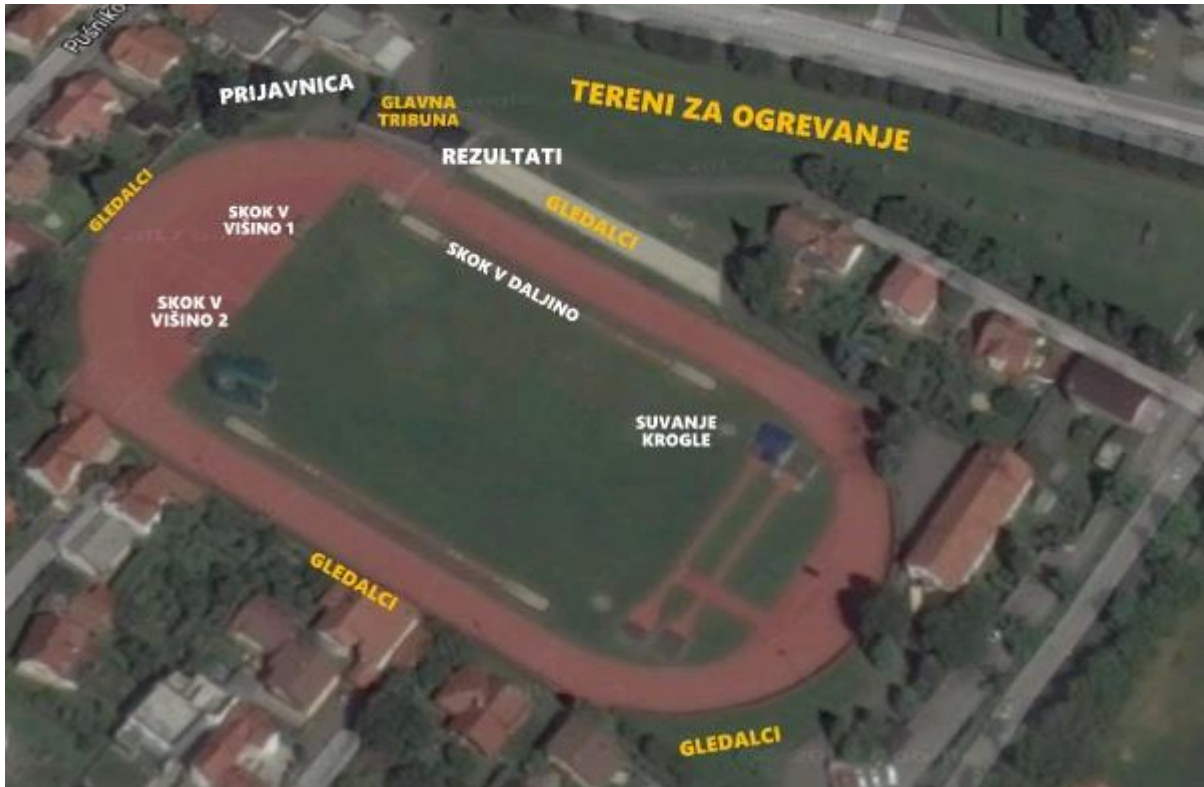 Pušniko
PRIJAVNICA
GLAVNA
TRIBUNA
TERENI ZA OGREVANJE
REZULTATI
GLEDALCI
GLEDALCI
SKOK V
VIŠINO 1
SKOK V DALJINO
SKOK V
VIŠINO 2
SUVANJE
KROGLE
GLEDALCI
GLEDALCI